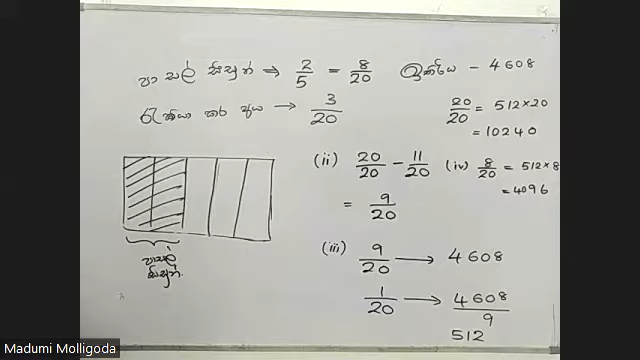 පාසල් සිසුන් ⇒ 2/5 = 8/20
රැකියා කරන අය → 3/20
පාසල් සිසුන්.
(ii) 20/20 - 11/20
= 9/20
(iii) 9/20 → 4608
1/20 → 4608/9
512
ඉතිරිය - 4608
20/20 = 512×20
= 10240
(iv) 8/20 = 512×8
= 4096
Madumi Molligoda